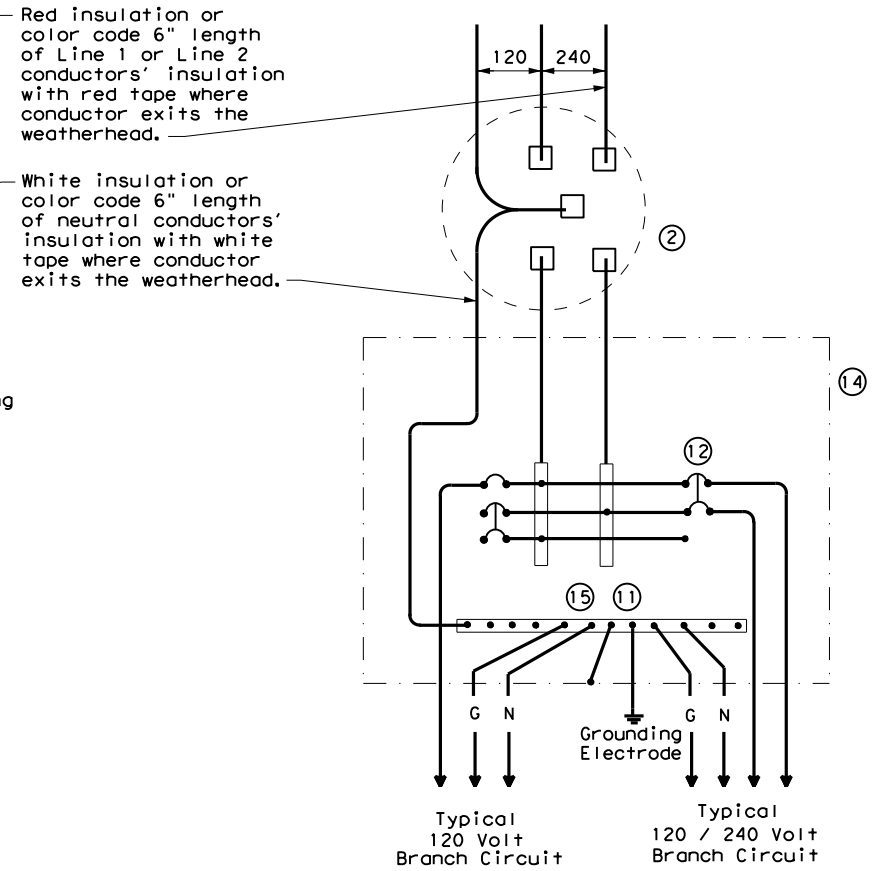 Red insulation or
color code 6" length
of Line 1 or Line 2
conductors' insulation
with red tape where
conductor exits the
weatherhead.
120
240
White insulation or
color code 6" length
of neutral conductors'
insulation with white
tape where conductor
exits the weatherhead.
2
ng
14
12
15
11
G
N
Grounding
Electrode
G
N
Typical
120 Volt
Branch Circuit
Typical
120 / 240 Volt
Branch Circuit